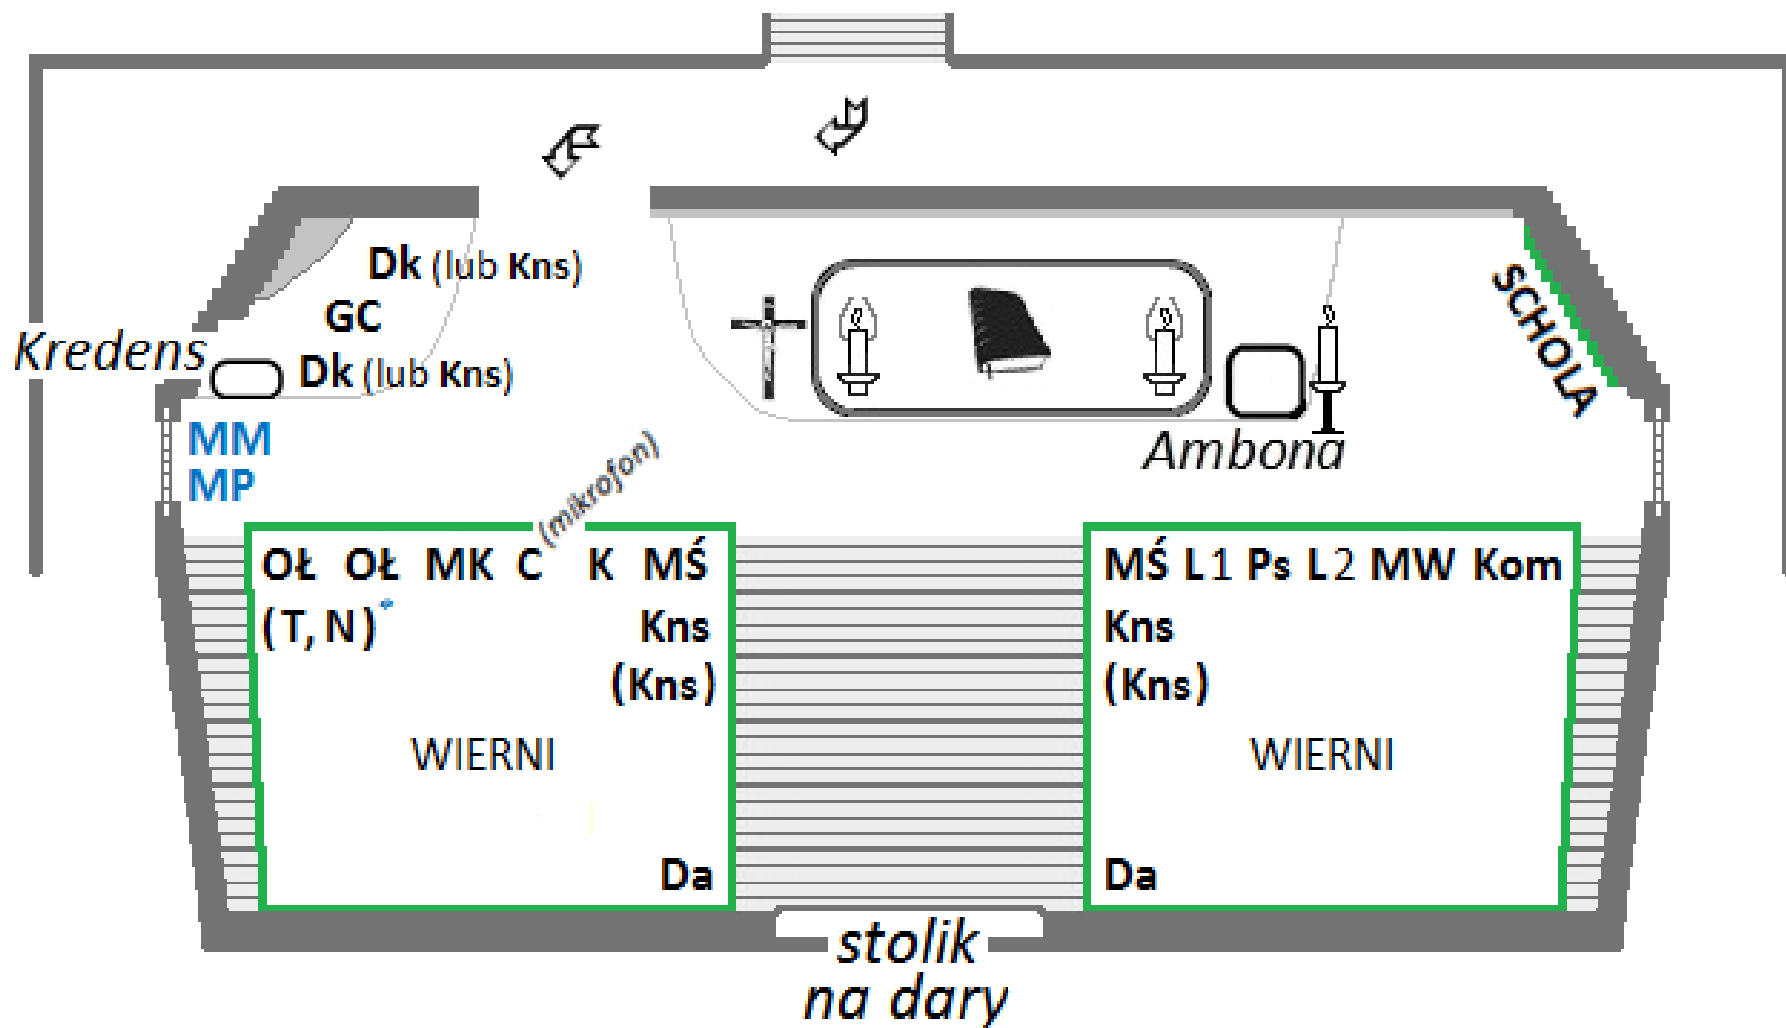 Dk (lub Kns)
GC
Kredens
Dk (lub Kns)
SCHOLA
MM
MP
Ambona
(mikrofon)
OŁ OŁ MK C K MŚ
(T, N)*
Kns
(Kns)
WIERNI
Da
MŚ L1 Ps L2 MW Kom
Kns
(Kns)
WIERNI
Da
stolik
na dary